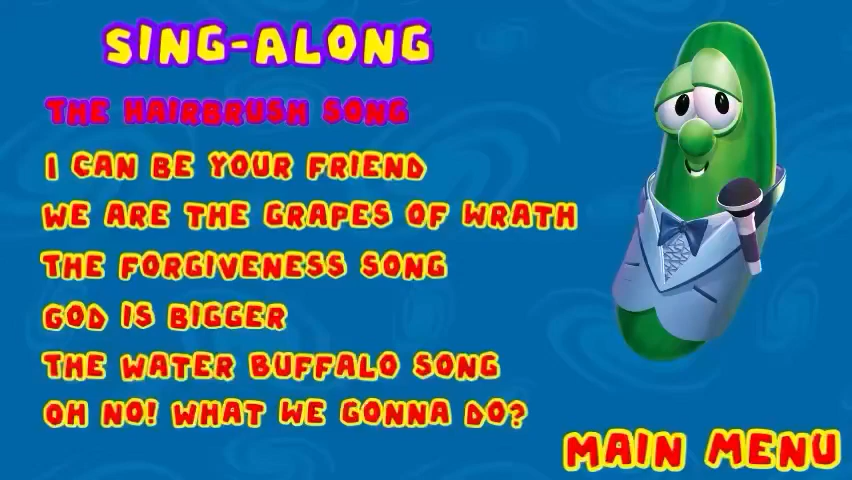 SING-ALONG
THE HAIRBRUSH SONG
I CAN BE YOUR FRIEND
WE ARE THE GRAPES OF WRATH
THE FORGIVENESS SONG
GOD IS BIGGER
THE WATER BUFFALO SONG
OH NO! WHAT WE GONNA DO?
MAIN MENU